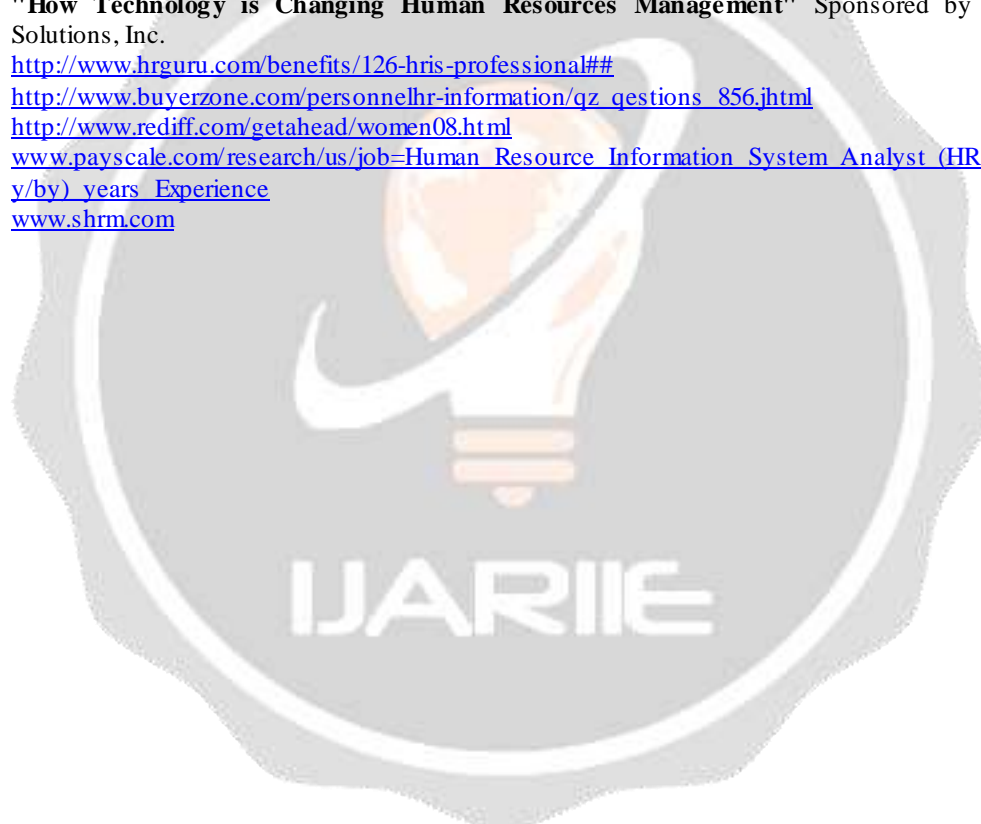 "How Technology is Changing Human Resources Management" Sponsored by
Solutions, Inc.
http://www.hrguru.com/benefits/126-hris-professional##
http://www.buyerzone.com/personnelhr-information/qz_qestions_856.jhtml
http://www.rediff.com/getahead/women08.html
www.payscale.com/research/us/job=Human_Resource_Information_System_Analyst_(HR
y/by)_years_Experience
www.shrm.com
IJARIIE